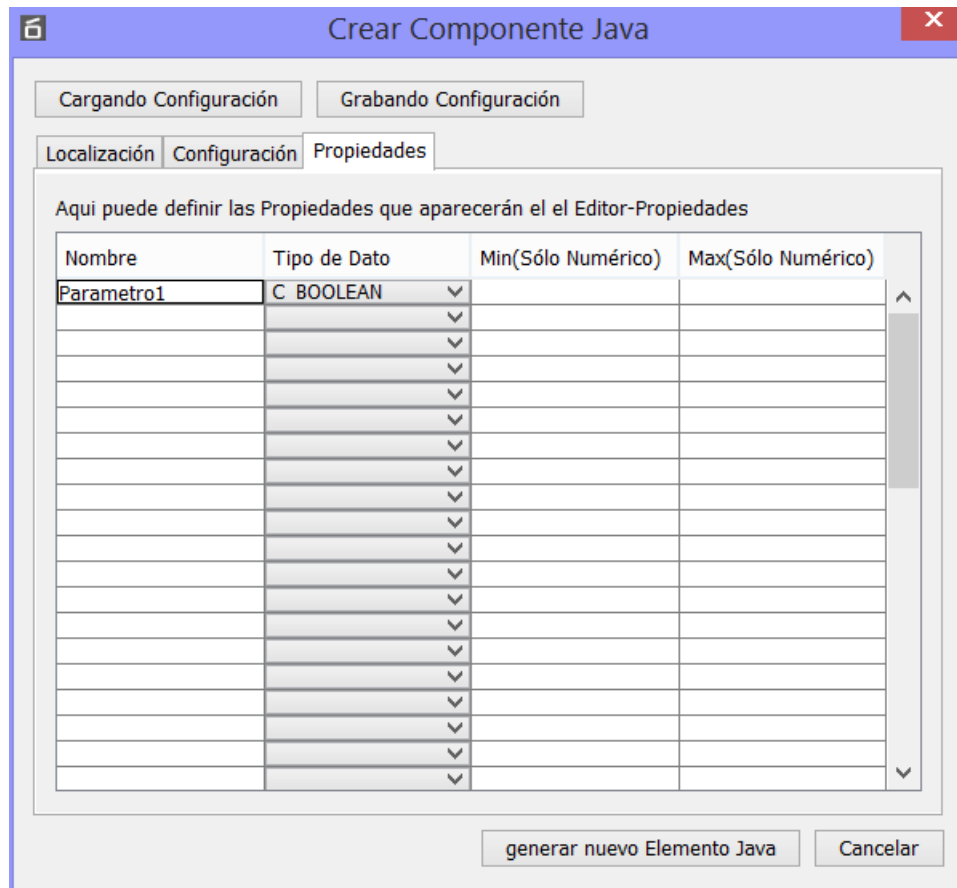 Crear Componente Java
Cargando Configuración Grabando Configuración
Localización Configuración Propiedades
Aqui puede definir las Propiedades que aparecerán el el Editor-Propiedades
Nombre Tipo de Dato Min(Sólo Numérico) Max(Sólo Numérico)
Parametro1 C BOOLEAN
generar nuevo Elemento Java Cancelar